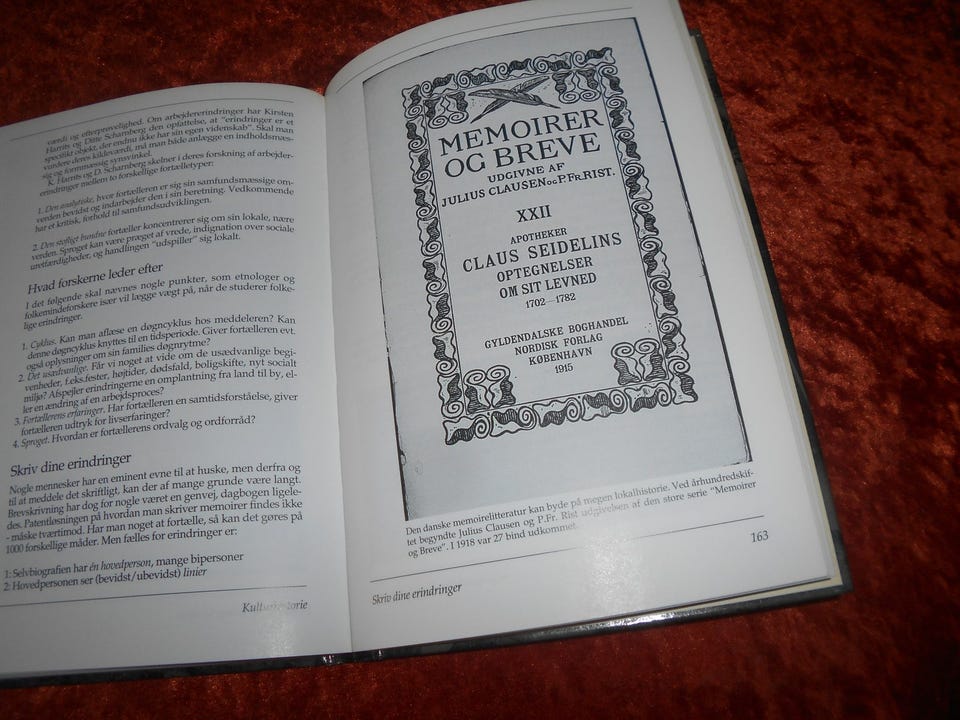 værdi og efterprøvelighed. Om arbejdererindringer har Kirsten
Harrits og Ditte Scharnberg den opfattelse, at "erindringer er et
specifikt objekt, der endnu ikke har sin egen videnskab". Skal man
vurdere deres kildeværdi, må man både anlægge en indholdsmæs-
sig og formmæssig synsvinkel.
K. Harrits og D. Scharnberg skelner i deres forskning af arbejder-
erindringer mellem to forskellige fortælletyper:
1. Den analytiske, hvor fortælleren er sig sin samfundsmæssige om-
verden bevidst og indarbejder den i sin beretning. Vedkommende
har et kritisk, forhold til samfundsudviklingen.
2. Den stofligt bundne fortæller koncentrerer sig om sin lokale, nære
verden. Sproget kan være præget af vrede, indignation over sociale
uretfærdigheder, og handlingen "udspiller" sig lokalt.
Hvad forskerne leder efter
I det følgende skal nævnes nogle punkter, som etnologer og
folkemindeforskere især vil lægge vægt på, når de studerer folke-
lige erindringer.
1. Cyklus. Kan man aflæse en døgncyklus hos meddeleren? Kan
denne døgncyklus knyttes til en tidsperiode. Giver fortælleren evt.
også oplysninger om sin families døgnrytme?
2. Det usædvanlige. Får vi noget at vide om de usædvanlige begi-
venheder, f.eks.fester, højtider, dødsfald, boligskifte, nyt socialt
miljø? Afspejler erindringerne en omplantning fra land til by, el-
ler en ændring af en arbejdsproces?
3. Fortællerens erfaringer. Har fortælleren en samtidsforståelse, giver
fortælleren udtryk for livserfaringer?
4. Sproget. Hvordan er fortællerens ordvalg og ordforråd?
Skriv dine erindringer
Nogle mennesker har en eminent evne til at huske, men derfra og
til at meddele det skriftligt, kan der af mange grunde være langt.
Brevskrivning har dog for nogle været en genvej, dagbogen ligele-
des. Patentløsningen på hvordan man skriver memoirer findes ikke
- måske tværtimod. Har man noget at fortælle, så kan det gøres på
1000 forskellige måder. Men fælles for erindringer er:
1: Selvbiografien har én hovedperson, mange bipersoner
2: Hovedpersonen ser (bevidst/ubevidst) linier
Kulturhistorie
MEMOIRER
OG BREVE
UDGIVNE AF
JULIUS CLAUSEN OG P. FR. RIST.
XXII
APOTHEKER
CLAUS SEIDELINS
OPTEGNELSER
OM SIT LEVNED
1702—1782
GYLDENDALSKE BOGHANDEL
NORDISK FORLAG
KØBENHAVN
1915
Den danske memoirelitteratur kan byde på megen lokalhistorie. Ved århundredskif-
tet begyndte Julius Clausen og P.Fr. Rist udgivelsen af den store serie "Memoirer
og Breve". I 1918 var 27 bind udkommet.
163
Skriv dine erindringer